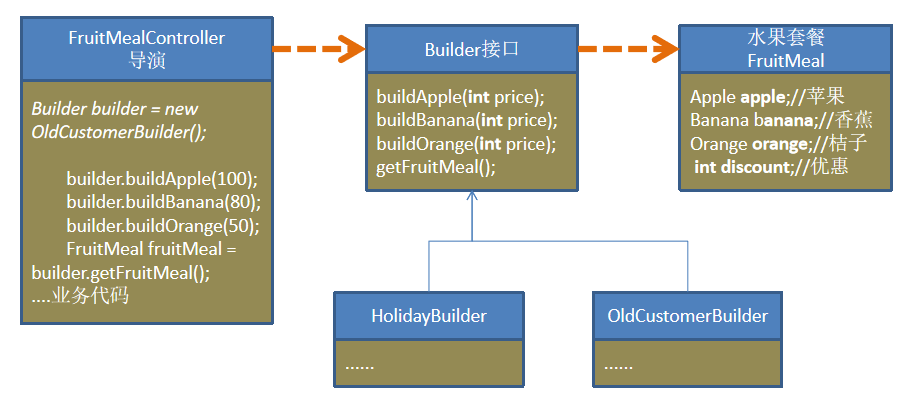 FruitMealController
导演
Builder builder = new
OldCustomerBuilder();
builder.buildApple(100);
builder.buildBanana(80);
builder.buildOrange(50);
FruitMeal fruitMeal =
builder.getFruitMeal();
....业务代码
Builder接口
buildApple(int price);
buildBanana(int price);
buildOrange(int price);
getFruitMeal();
水果套餐
FruitMeal
Apple apple;//苹果
Banana banana;//香蕉
Orange orange;//桔子
int discount;//优惠
HolidayBuilder
......
OldCustomerBuilder
......